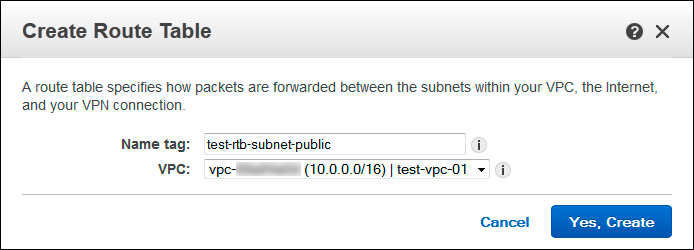 Create Route Table
A route table specifies how packets are forwarded between the subnets within your VPC, the Internet,
and your VPN connection.
Name tag: test-rtb-subnet-public
VPC: vpc- (10.0.0.0/16) | test-vpc-01
Cancel Yes, Create